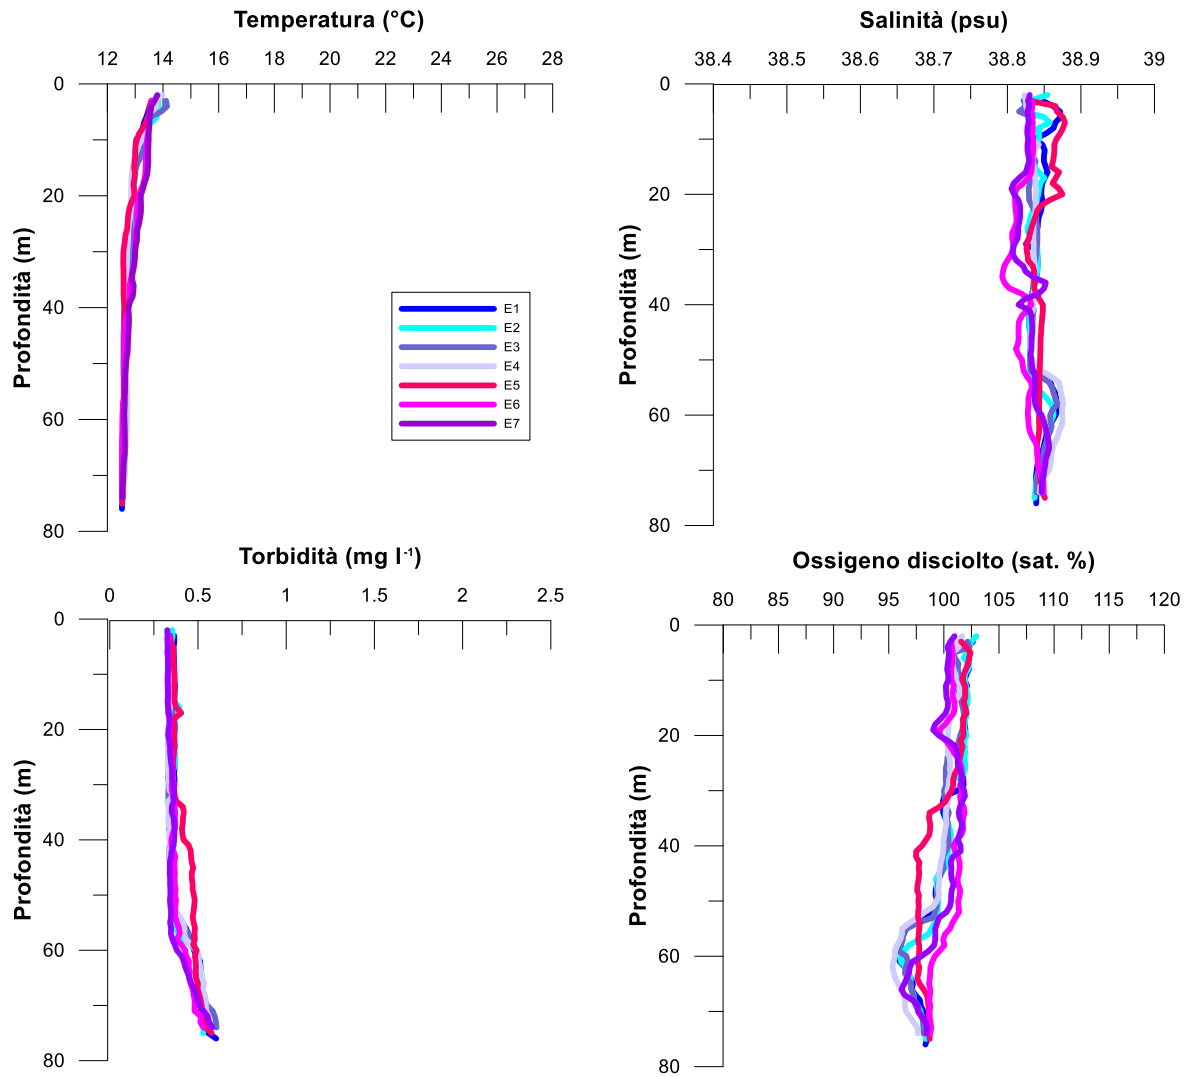 Temperatura (°C)
12 14 16 18 20 22 24 26 28
0
20
40
60
80
Profondità (m)
E1
E2
E3
E4
E5
E6
E7
Salinità (psu)
38.4 38.5 38.6 38.7 38.8 38.9 39
0
20
40
60
80
Profondità (m)
Torbidità (mg l⁻¹)
0 0.5 1 1.5 2 2.5
0
20
40
60
80
Profondità (m)
Ossigeno disciolto (sat. %)
80 85 90 95 100 105 110 115 120
0
20
40
60
80
Profondità (m)